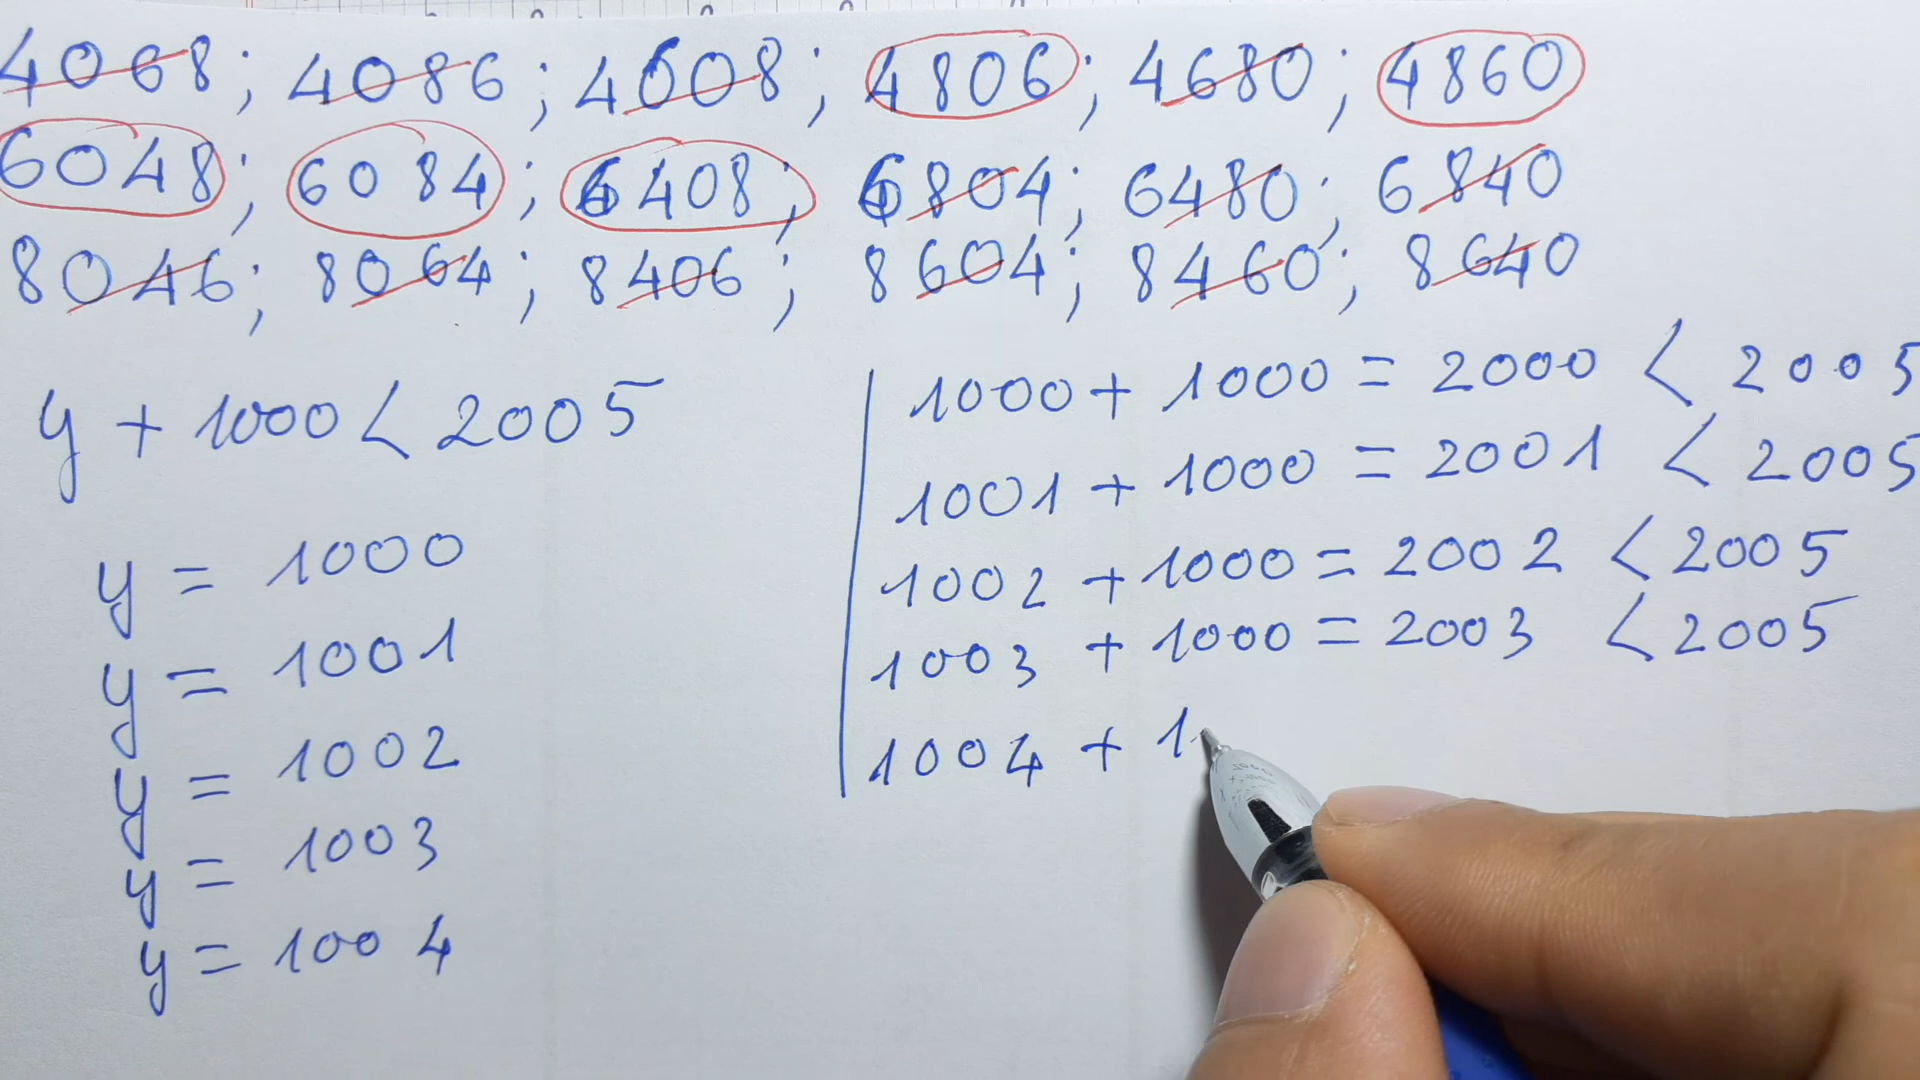 4068; 4086; 4608; 4806; 4680; 4860
6048; 6084; 6408; 6804; 6480; 6840
8046; 8064; 8406; 8604; 8460; 8640
y + 1000 < 2005
y = 1000
y = 1001
y = 1002
y = 1003
y = 1004
1000 + 1000 = 2000 < 2005
1001 + 1000 = 2001 < 2005
1002 + 1000 = 2002 < 2005
1003 + 1000 = 2003 < 2005
1004 + 1